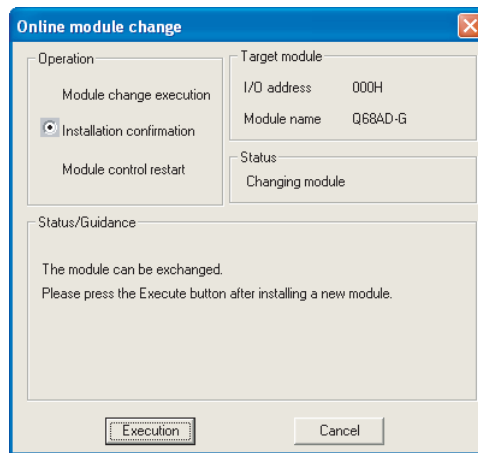 Online module change
Operation
Module change execution
Installation confirmation
Module control restart
Target module
I/O address 000H
Module name Q68AD-G
Status
Changing module
Status/Guidance
The module can be exchanged.
Please press the Execute button after installing a new module.
Execution Cancel